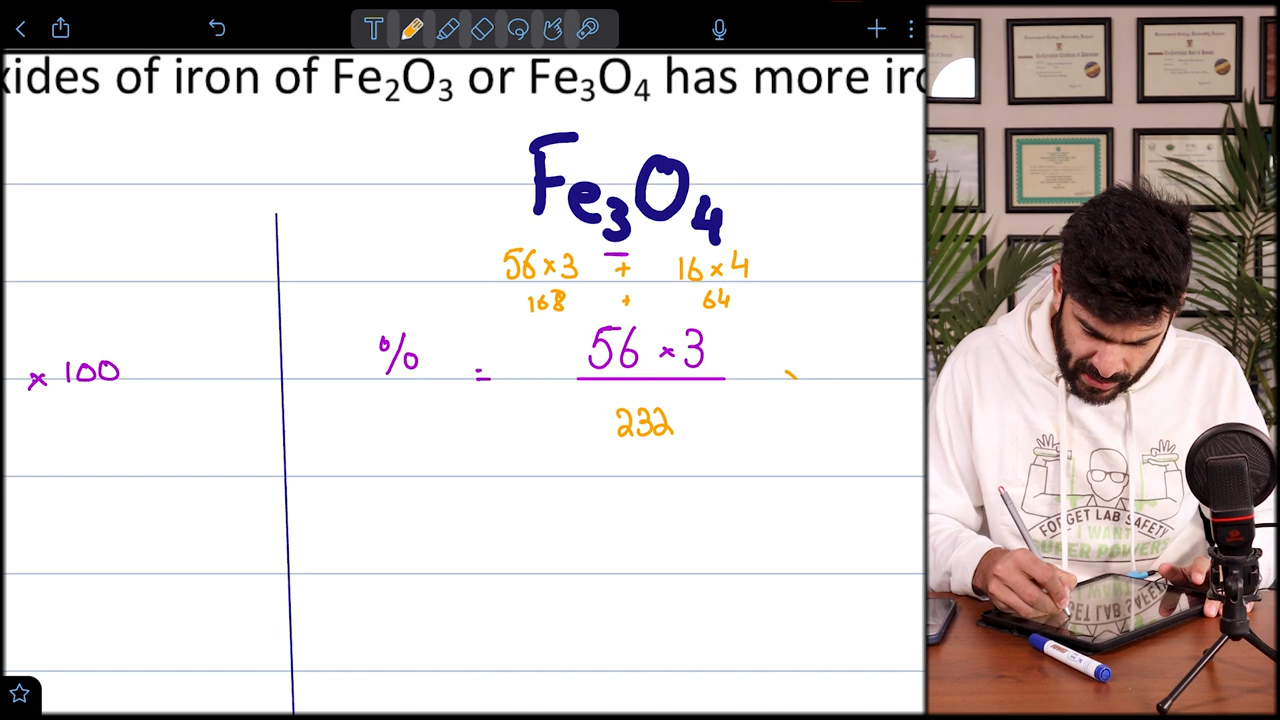 xides of iron of Fe₂O₃ or Fe₃O₄ has more iro
Fe₃O₄
56 × 3 + 16 × 4
168 + 64
× 100
% = 56 × 3
232
FORGET LAB SAFETY
I WANT
SUPER POWERS